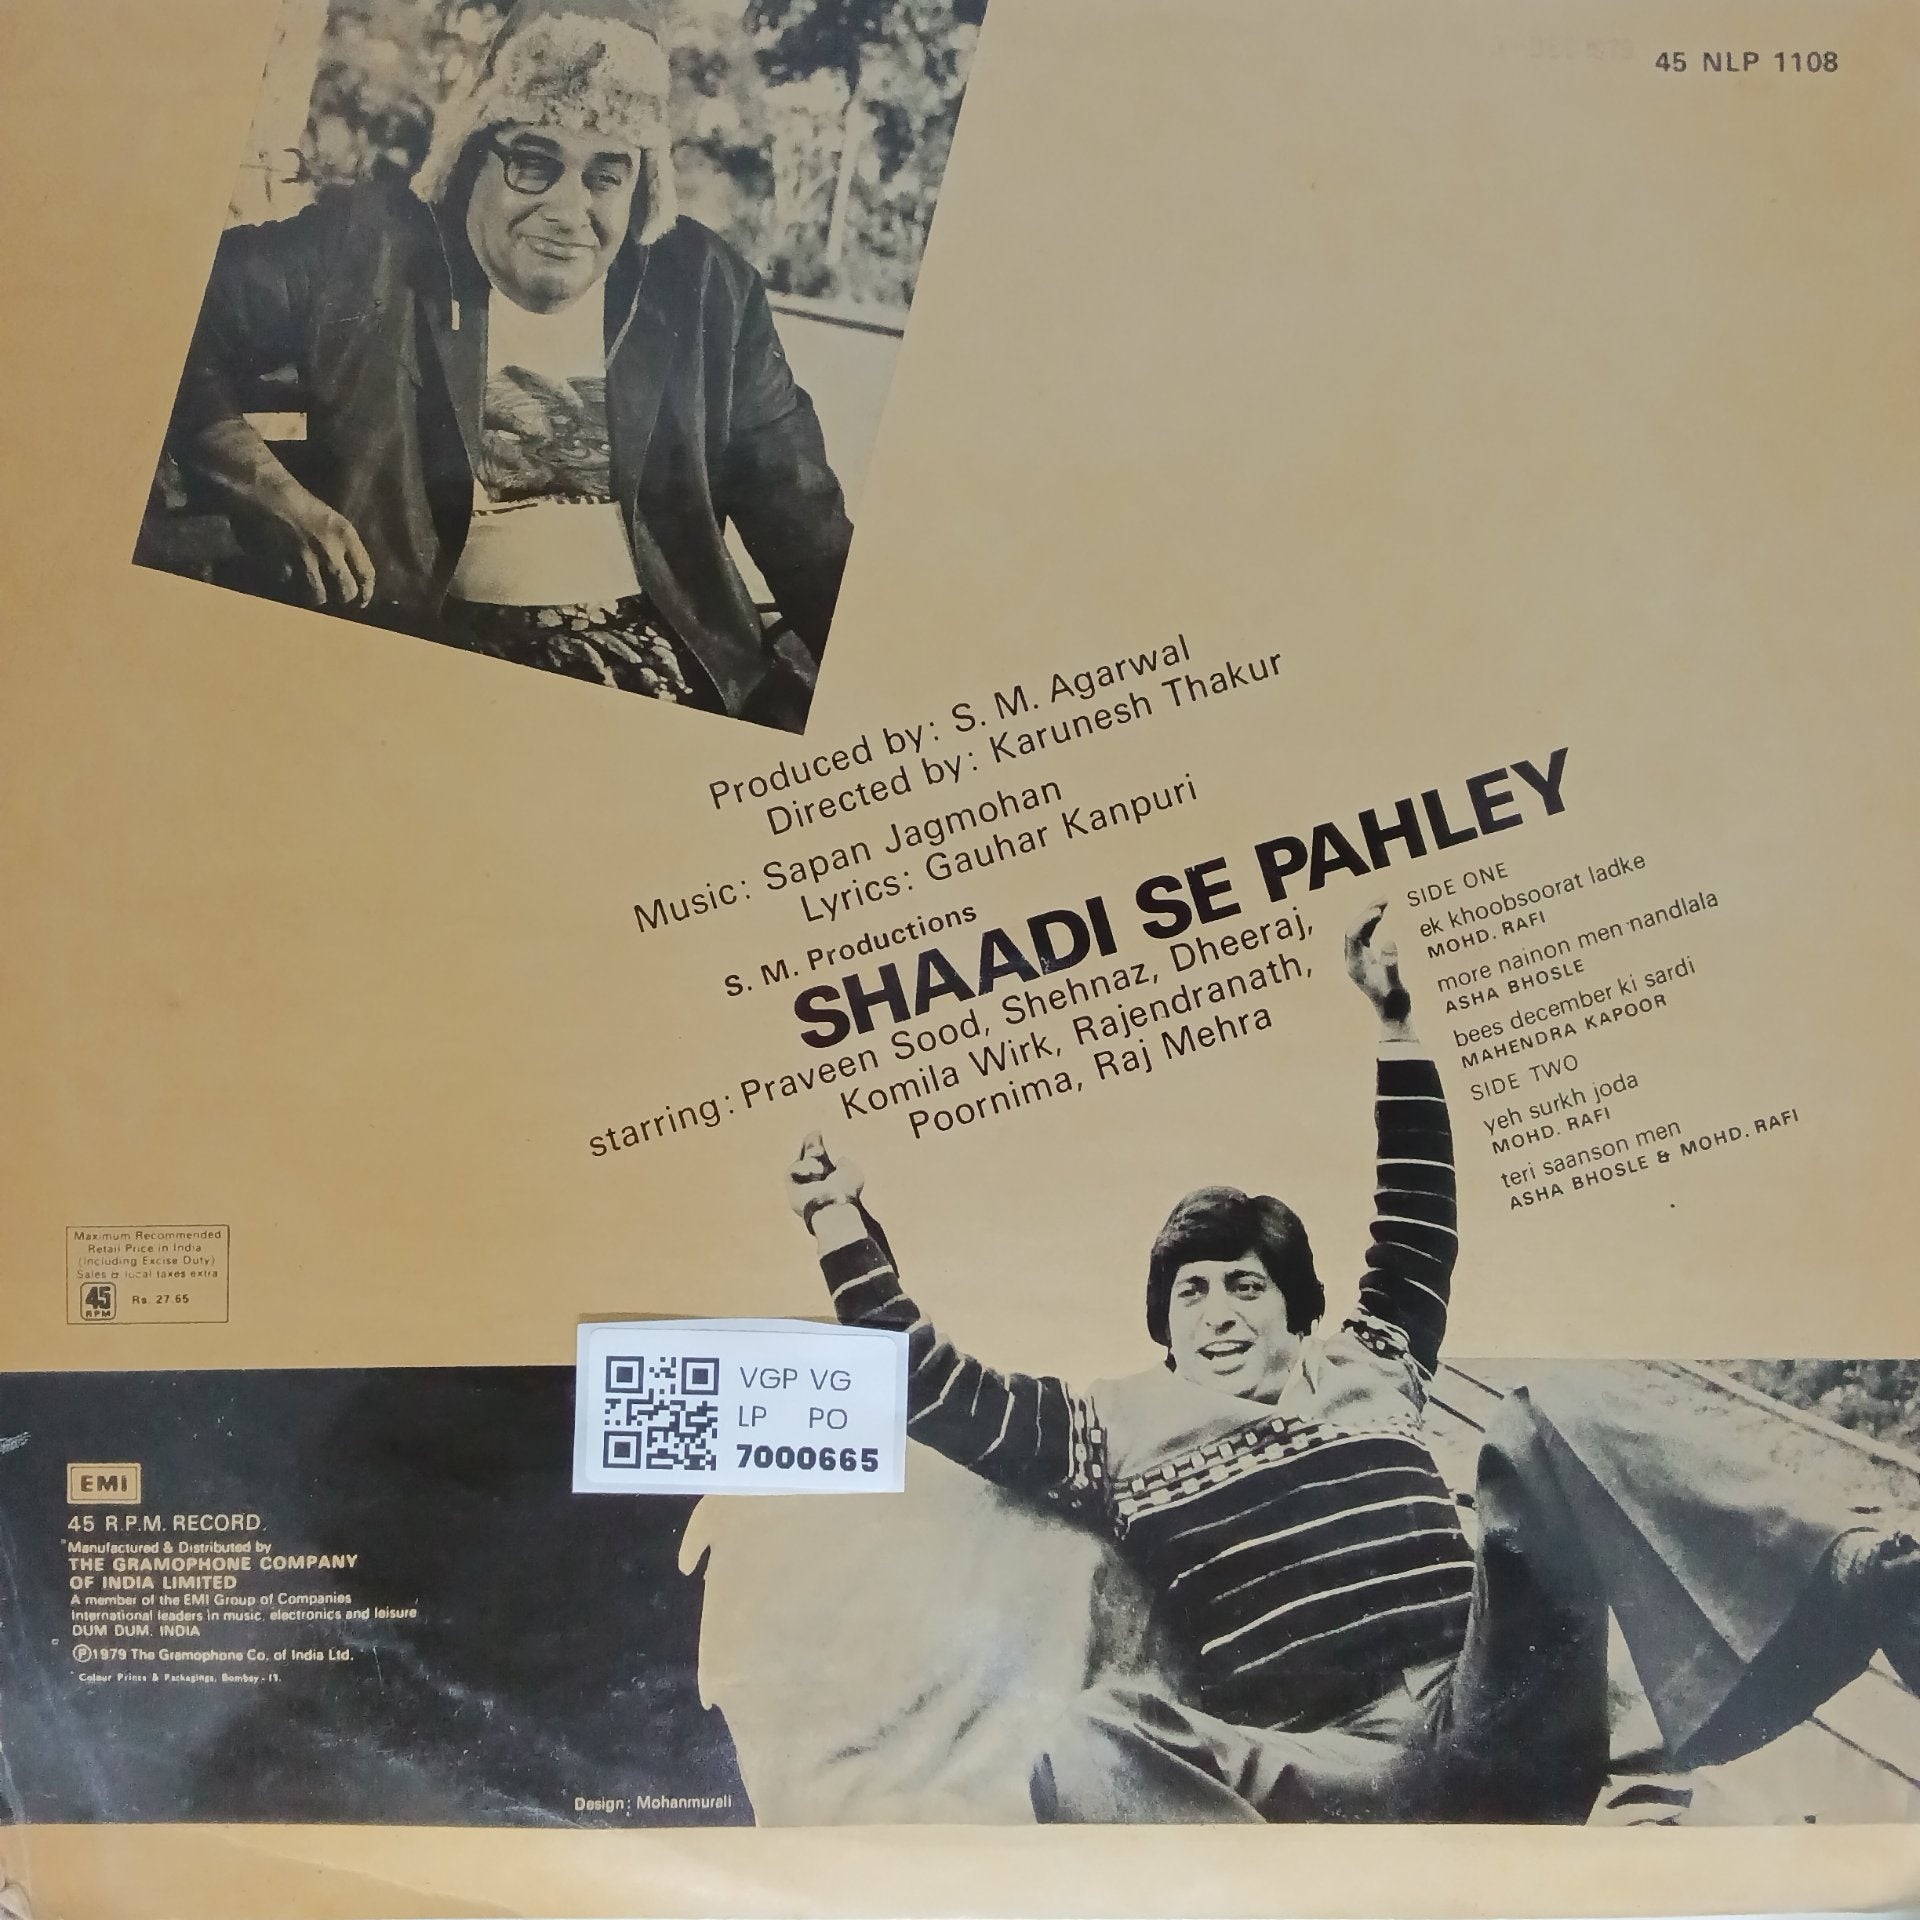 45 NLP 1108
Produced by: S. M. Agarwal
Directed by: Karunesh Thakur
Music: Sapan Jagmohan
Lyrics: Gauhar Kanpuri
S. M. Productions
SHAADI SE PAHLEY
starring: Praveen Sood, Shehnaz, Dheeraj,
Komila Wirk, Rajendranath,
Poornima, Raj Mehra
SIDE ONE
ek khoobsoorat ladke
MOHD. RAFI
more nainon men nandlala
ASHA BHOSLE
bees december ki sardi
MAHENDRA KAPOOR
SIDE TWO
yeh surkh joda
MOHD. RAFI
teri saanson men
ASHA BHOSLE & MOHD. RAFI
Maximum Recommended
Retail Price in India
(Including Excise Duty)
Sales & local taxes extra
45
RPM
Rs. 27.65
VGP VG
LP PO
7000665
EMI
45 R.P.M. RECORD.
Manufactured & Distributed by
THE GRAMOPHONE COMPANY
OF INDIA LIMITED
A member of the EMI Group of Companies
International leaders in music, electronics and leisure
DUM DUM. INDIA
Ⓟ1979 The Gramophone Co. of India Ltd.
Colour Prints & Packagings, Bombay - 11.
Design: Mohanmurali